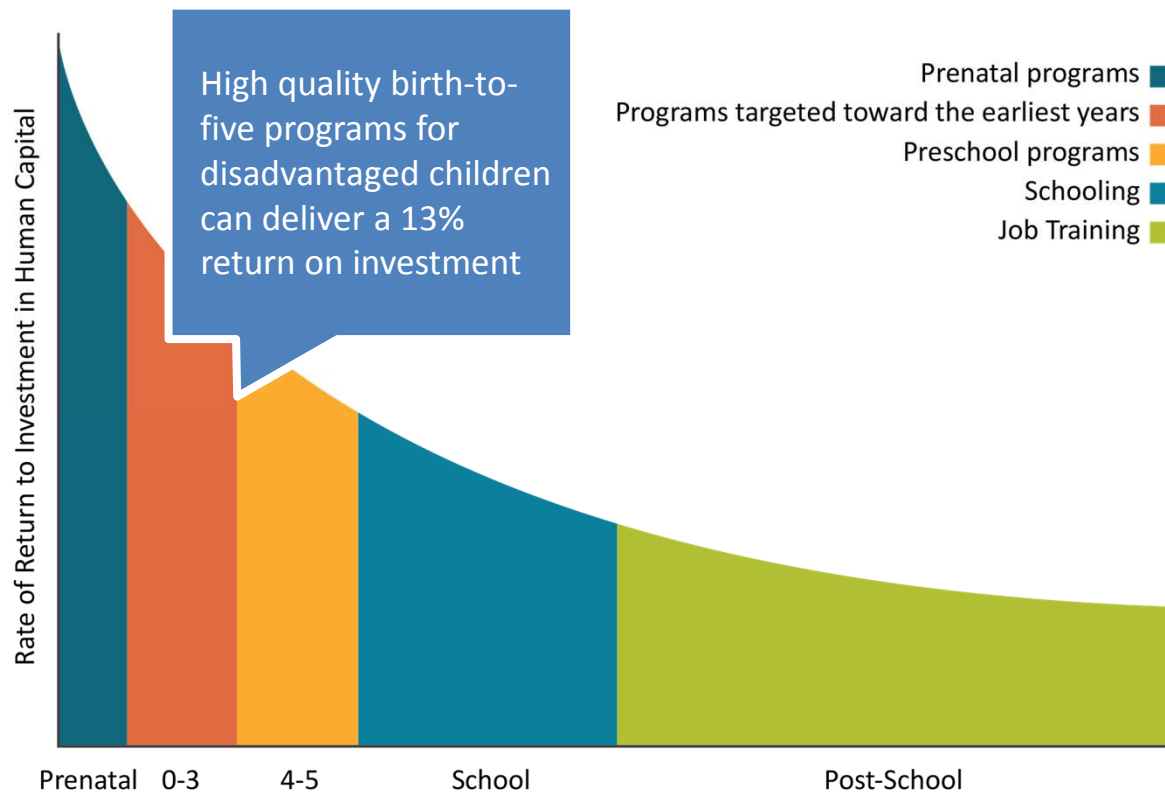 Rate of Return to Investment in Human Capital
High quality birth-to-
five programs for
disadvantaged children
can deliver a 13%
return on investment
Prenatal programs
Programs targeted toward the earliest years
Preschool programs
Schooling
Job Training
Prenatal 0-3 4-5 School Post-School